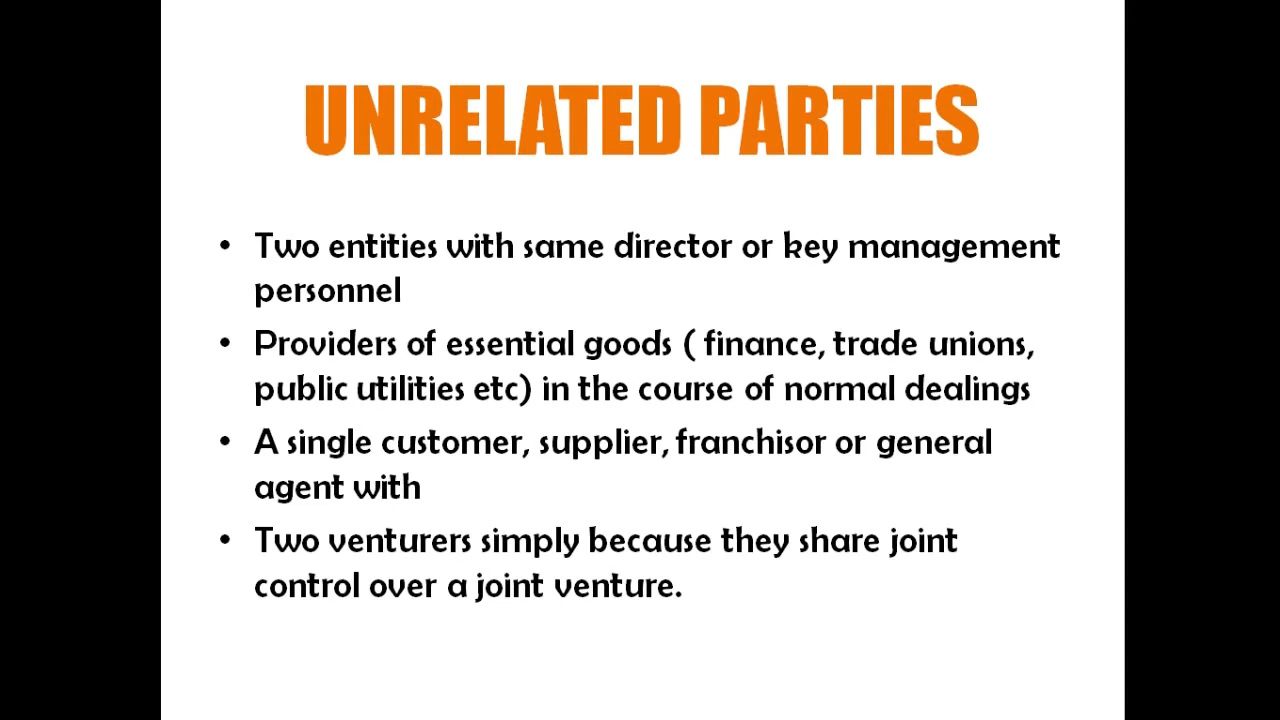 UNRELATED PARTIES
• Two entities with same director or key management
personnel
• Providers of essential goods ( finance, trade unions,
public utilities etc) in the course of normal dealings
• A single customer, supplier, franchisor or general
agent with
• Two venturers simply because they share joint
control over a joint venture.